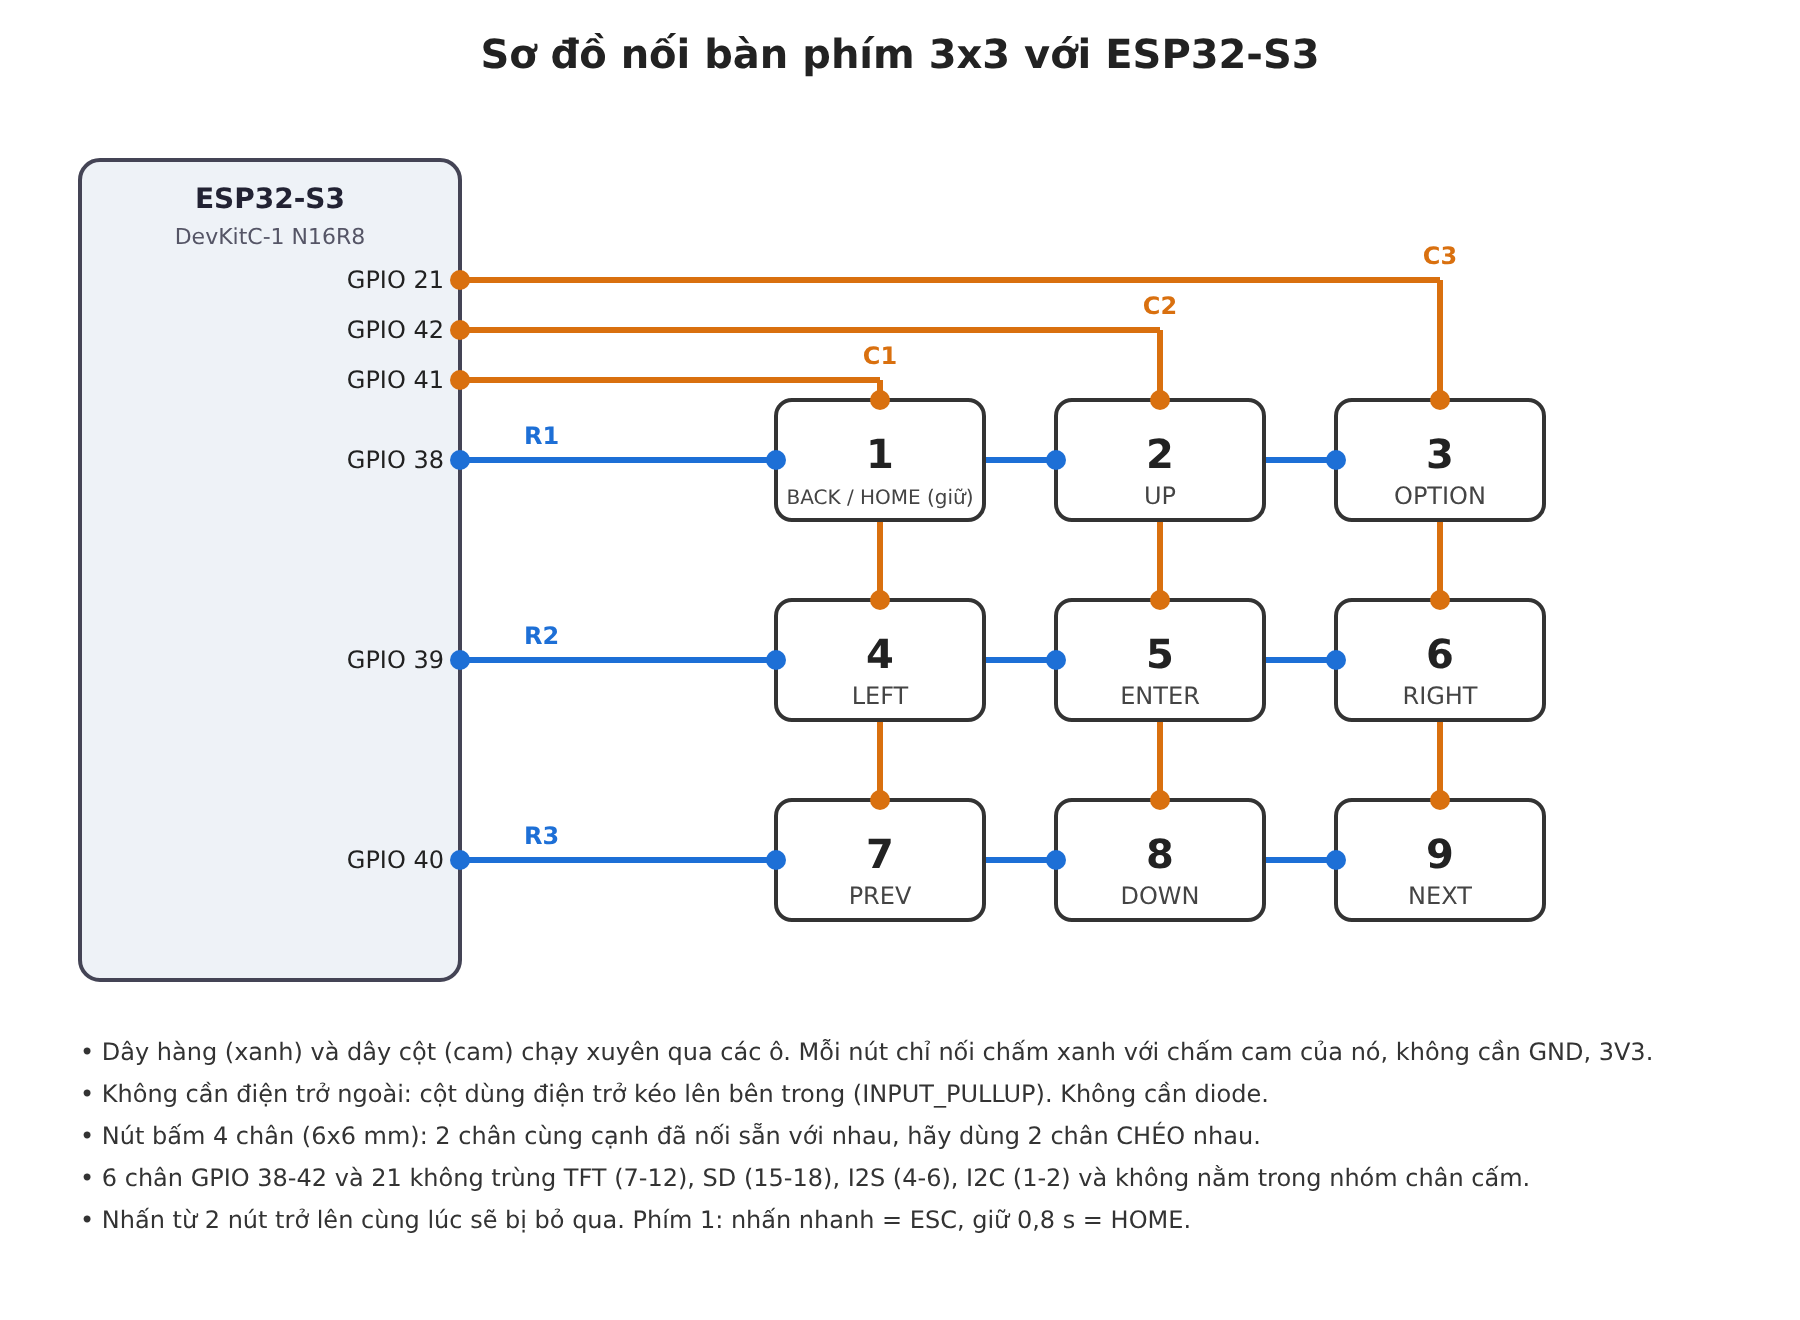 Sơ đồ nối bàn phím 3x3 với ESP32-S3
ESP32-S3
DevKitC-1 N16R8
GPIO 21
C3
GPIO 42
C2
GPIO 41
C1
GPIO 38
R1
1
BACK / HOME (giữ)
2
UP
3
OPTION
GPIO 39
R2
4
LEFT
5
ENTER
6
RIGHT
GPIO 40
R3
7
PREV
8
DOWN
9
NEXT
• Dây hàng (xanh) và dây cột (cam) chạy xuyên qua các ô. Mỗi nút chỉ nối chấm xanh với chấm cam của nó, không cần GND, 3V3.
• Không cần điện trở ngoài: cột dùng điện trở kéo lên bên trong (INPUT_PULLUP). Không cần diode.
• Nút bấm 4 chân (6x6 mm): 2 chân cùng cạnh đã nối sẵn với nhau, hãy dùng 2 chân CHÉO nhau.
• 6 chân GPIO 38-42 và 21 không trùng TFT (7-12), SD (15-18), I2S (4-6), I2C (1-2) và không nằm trong nhóm chân cấm.
• Nhấn từ 2 nút trở lên cùng lúc sẽ bị bỏ qua. Phím 1: nhấn nhanh = ESC, giữ 0,8 s = HOME.